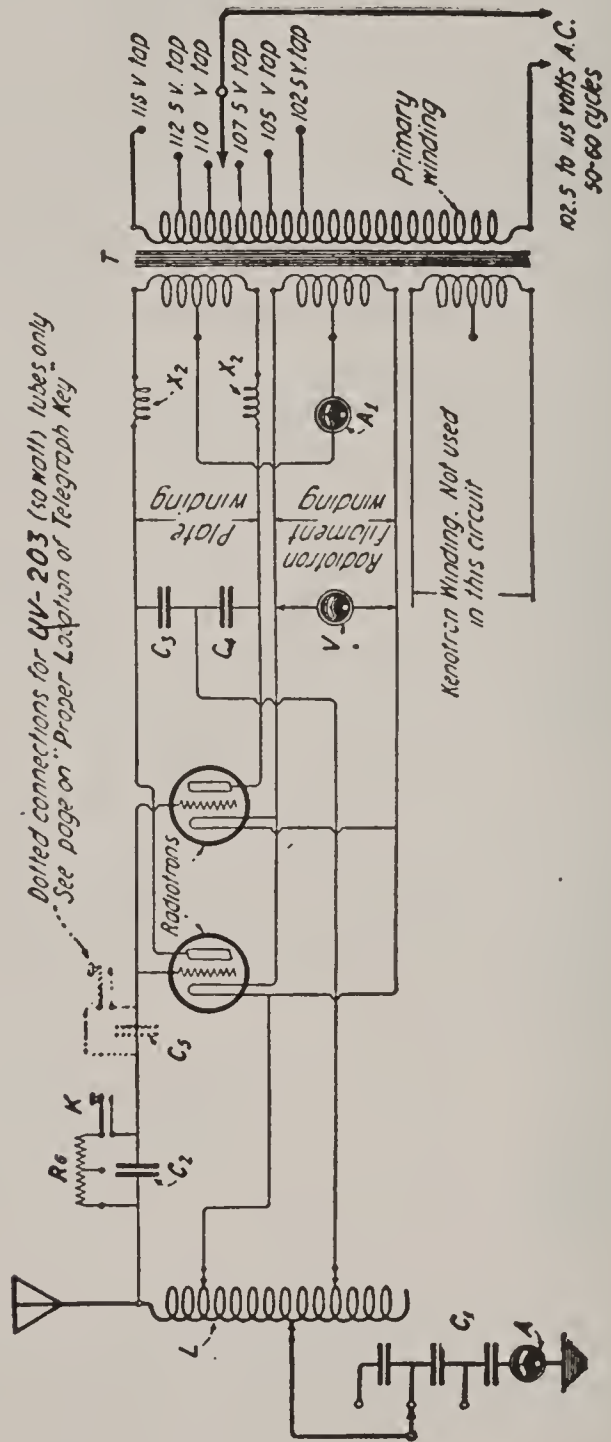 Dotted connections for UV-203 (50 watt) tubes only
See page on "Proper Location of Telegraph Key"
T
115 V tap
112 5 V. tap
110 V tap
107 5 V tap
105 V tap
102 5 V. tap
Primary
winding
102.5 to 115 volts A.C.
50-60 cycles
X2
X2
A1
Plate
winding
Radiotron
Filament
winding
Kenotron Winding. Not used
in this circuit
C3
C4
V
Radiotrons
C5
K
RG
C2
L
C1
A